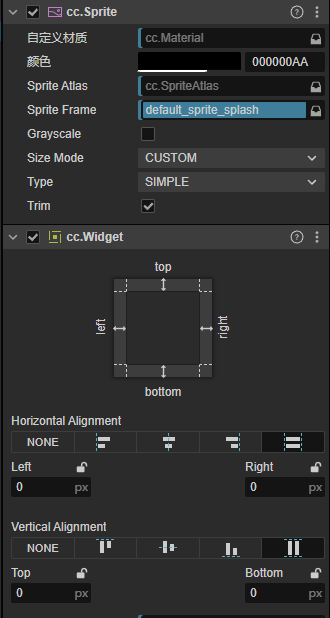 cc.Sprite
自定义材质 cc.Material
颜色 000000AA
Sprite Atlas cc.SpriteAtlas
Sprite Frame default_sprite_splash
Grayscale
Size Mode CUSTOM
Type SIMPLE
Trim
cc.Widget
top
left right
bottom
Horizontal Alignment
NONE
Left Right
0 px 0 px
Vertical Alignment
NONE
Top Bottom
0 px 0 px